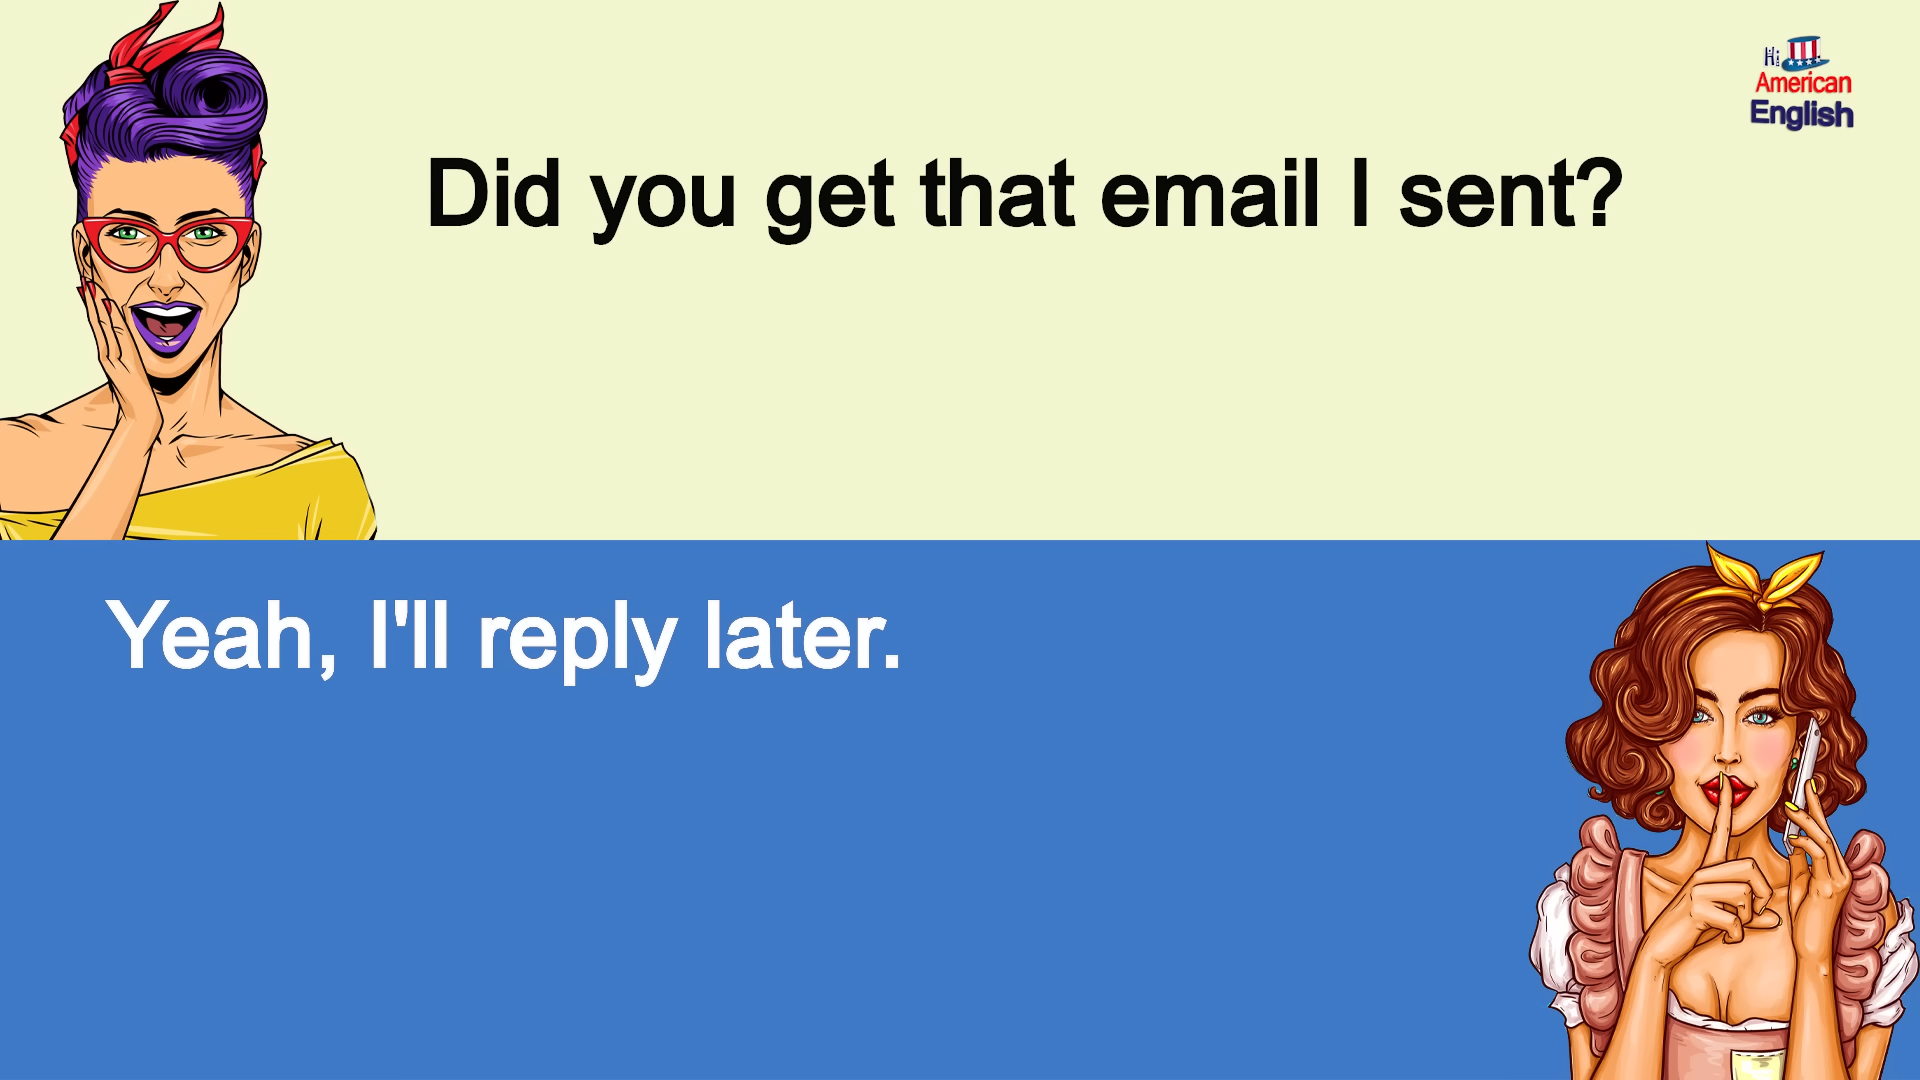 Hi
American
English
Did you get that email I sent?
Yeah, I'll reply later.